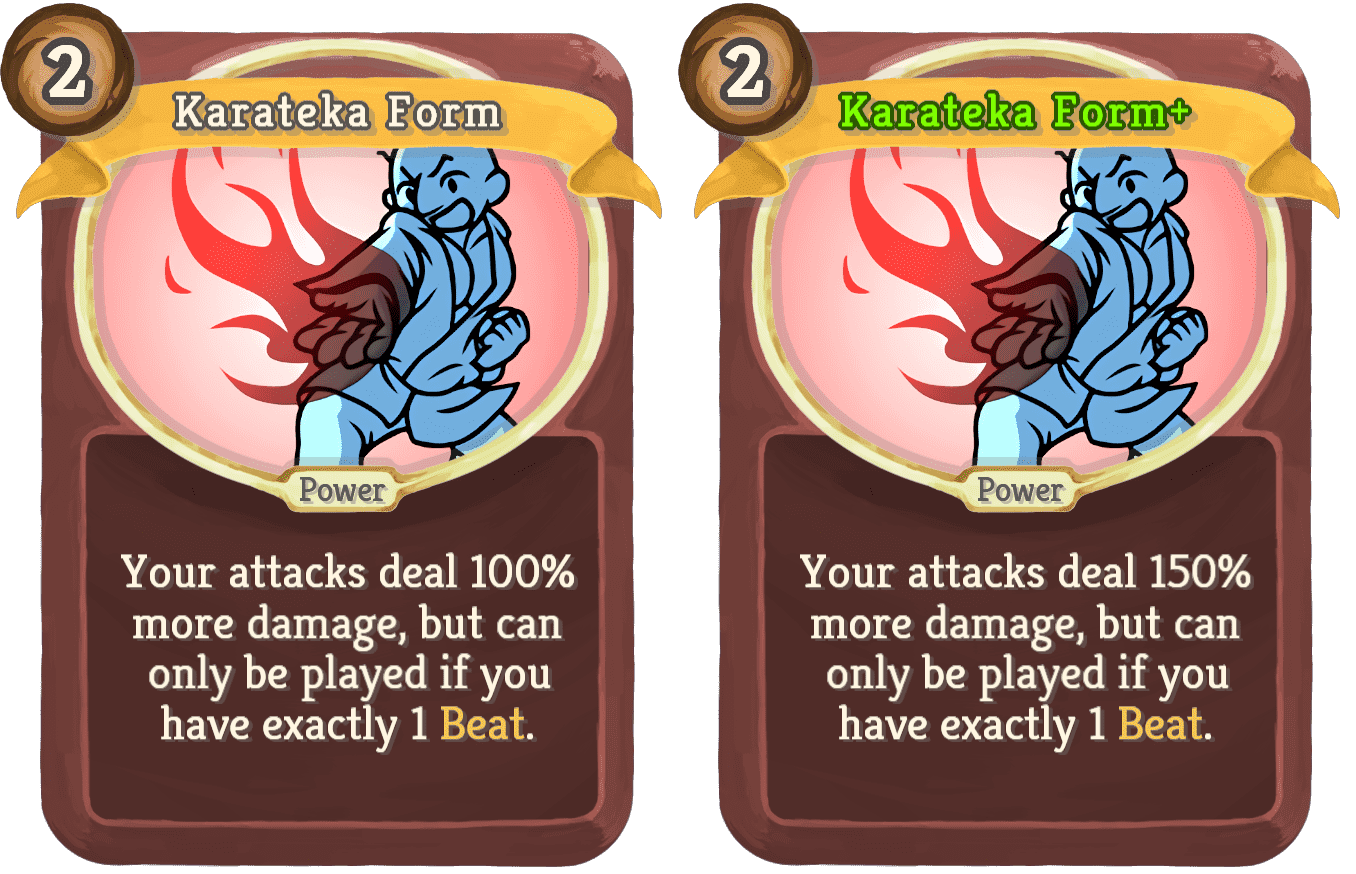 2
Karateka Form
Power
Your attacks deal 100%
more damage, but can
only be played if you
have exactly 1 Beat.
2
Karateka Form+
Power
Your attacks deal 150%
more damage, but can
only be played if you
have exactly 1 Beat.